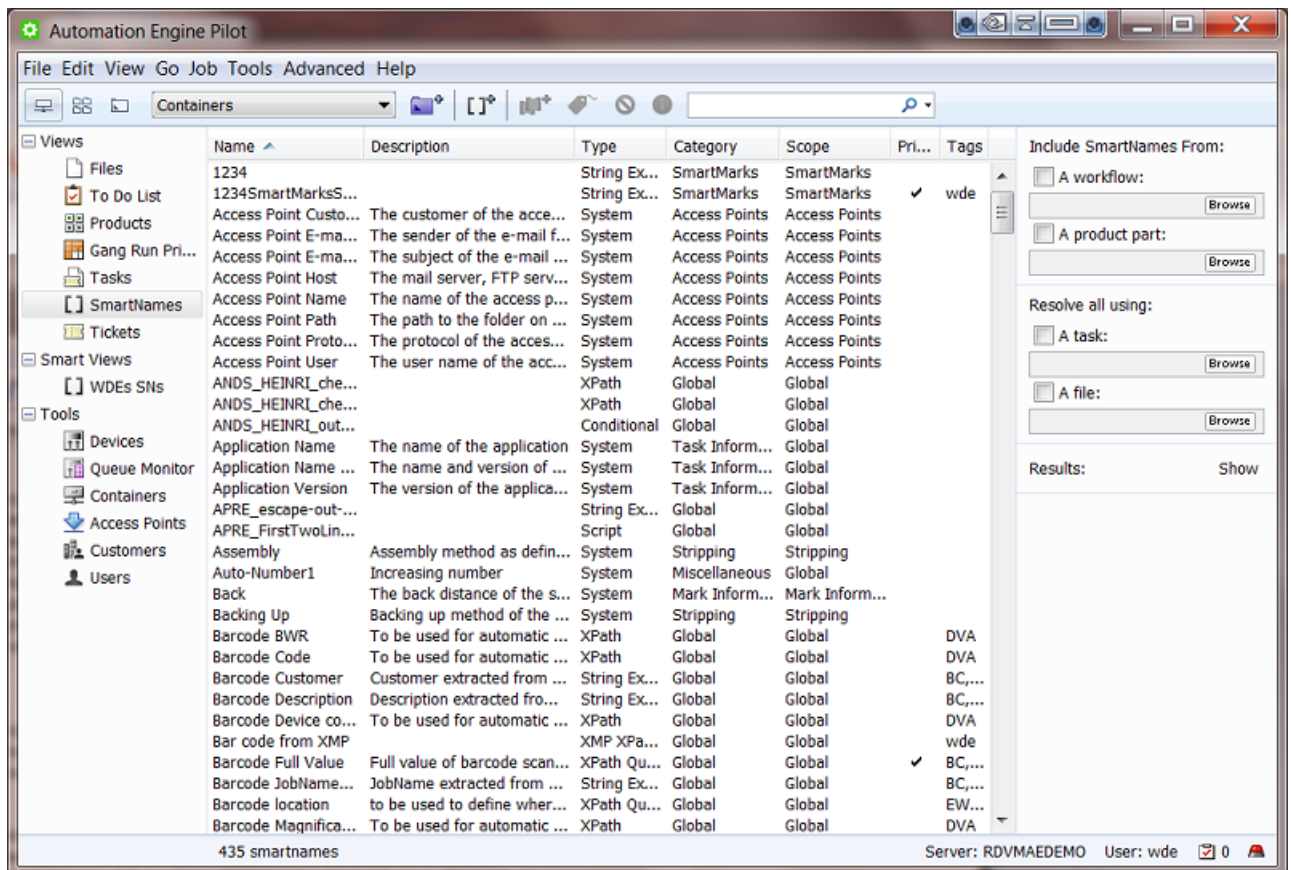 Automation Engine Pilot
File Edit View Go Job Tools Advanced Help
Containers
Views
Files
To Do List
Products
Gang Run Pri...
Tasks
SmartNames
Tickets
Smart Views
WDEs SNs
Tools
Devices
Queue Monitor
Containers
Access Points
Customers
Users
Name Description Type Category Scope Pri... Tags
1234 String Ex... SmartMarks SmartMarks
1234SmartMarksS... String Ex... SmartMarks SmartMarks ✔ wde
Access Point Custo... The customer of the acce... System Access Points Access Points
Access Point E-ma... The sender of the e-mail f... System Access Points Access Points
Access Point E-ma... The subject of the e-mail ... System Access Points Access Points
Access Point Host The mail server, FTP serv... System Access Points Access Points
Access Point Name The name of the access p... System Access Points Access Points
Access Point Path The path to the folder on ... System Access Points Access Points
Access Point Proto... The protocol of the acces... System Access Points Access Points
Access Point User The user name of the acc... System Access Points Access Points
ANDS_HEINRI_che... XPath Global Global
ANDS_HEINRI_che... XPath Global Global
ANDS_HEINRI_out... Conditional Global Global
Application Name The name of the application System Task Inform... Global
Application Name ... The name and version of ... System Task Inform... Global
Application Version The version of the applica... System Task Inform... Global
APRE_escape-out-... String Ex... Global Global
APRE_FirstTwoLin... Script Global Global
Assembly Assembly method as defin... System Stripping Stripping
Auto-Number1 Increasing number System Miscellaneous Global
Back The back distance of the s... System Mark Inform... Mark Inform...
Backing Up Backing up method of the ... System Stripping Stripping
Barcode BWR To be used for automatic ... XPath Global Global DVA
Barcode Code To be used for automatic ... XPath Global Global DVA
Barcode Customer Customer extracted from ... String Ex... Global Global BC,...
Barcode Description Description extracted fro... String Ex... Global Global BC,...
Barcode Device co... To be used for automatic ... XPath Global Global DVA
Bar code from XMP XMP XPa... Global Global wde
Barcode Full Value Full value of barcode scan... XPath Qu... Global Global ✔ BC,...
Barcode JobName... JobName extracted from ... String Ex... Global Global BC,...
Barcode location to be used to define wher... XPath Qu... Global Global EW...
Barcode Magnifica... To be used for automatic ... XPath Global Global DVA
Include SmartNames From:
A workflow:
Browse
A product part:
Browse
Resolve all using:
A task:
Browse
A file:
Browse
Results: Show
435 smartnames Server: RDVMAEDEMO User: wde 0